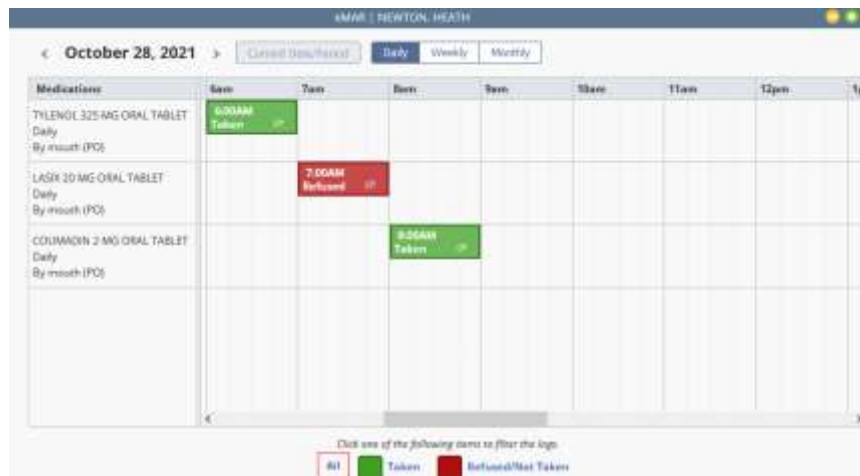 eMAR | NEWTON, HEATH
< October 28, 2021 > Current Date/Period Daily Weekly Monthly
Medications 6am 7am 8am 9am 10am 11am 12pm
TYLENOL 325 MG ORAL TABLET
Daily
By mouth (PO)
6:00AM
Taken
LASIX 20 MG ORAL TABLET
Daily
By mouth (PO)
7:00AM
Refused
COUMADIN 2 MG ORAL TABLET
Daily
By mouth (PO)
8:00AM
Taken
Click one of the following items to filter the logs
All Taken Refused/Not Taken